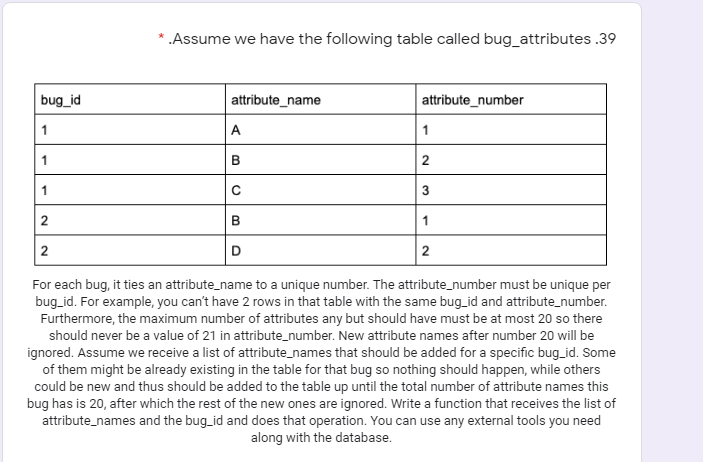 * .Assume we have the following table called bug_attributes .39
bug_id attribute_name attribute_number
1 A 1
1 B 2
1 C 3
2 B 1
2 D 2
For each bug, it ties an attribute_name to a unique number. The attribute_number must be unique per
bug_id. For example, you can't have 2 rows in that table with the same bug_id and attribute_number.
Furthermore, the maximum number of attributes any but should have must be at most 20 so there
should never be a value of 21 in attribute_number. New attribute names after number 20 will be
ignored. Assume we receive a list of attribute_names that should be added for a specific bug_id. Some
of them might be already existing in the table for that bug so nothing should happen, while others
could be new and thus should be added to the table up until the total number of attribute names this
bug has is 20, after which the rest of the new ones are ignored. Write a function that receives the list of
attribute_names and the bug_id and does that operation. You can use any external tools you need
along with the database.